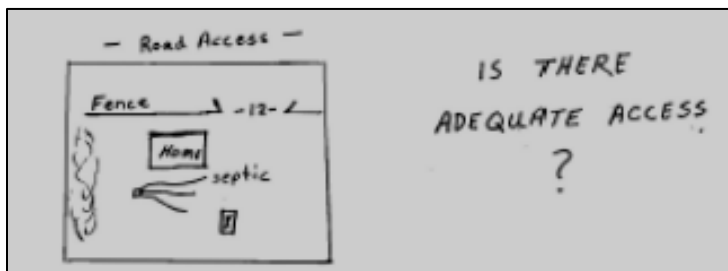 - Road Access -
Fence
-12-
Home
septic
IS THERE
ADEQUATE ACCESS
?